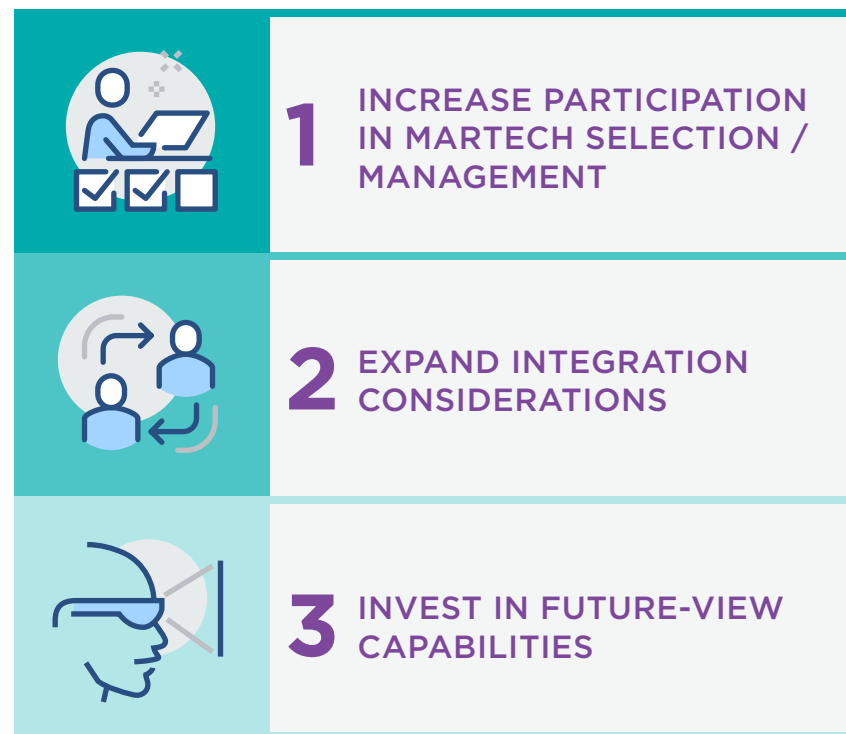 1
INCREASE PARTICIPATION
IN MARTECH SELECTION /
MANAGEMENT
2
EXPAND INTEGRATION
CONSIDERATIONS
3
INVEST IN FUTURE-VIEW
CAPABILITIES